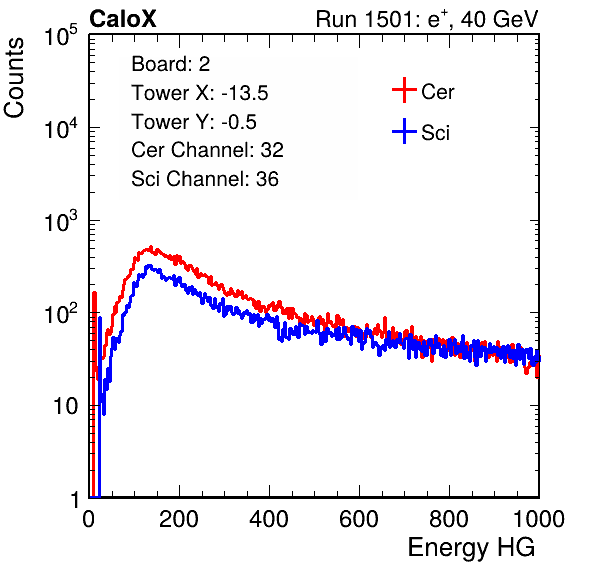 CaloX Run 1501: e⁺, 40 GeV
Counts
10⁵
10⁴
10³
10²
10
1
Board: 2
Tower X: -13.5
Tower Y: -0.5
Cer Channel: 32
Sci Channel: 36
Cer
Sci
0 200 400 600 800 1000
Energy HG